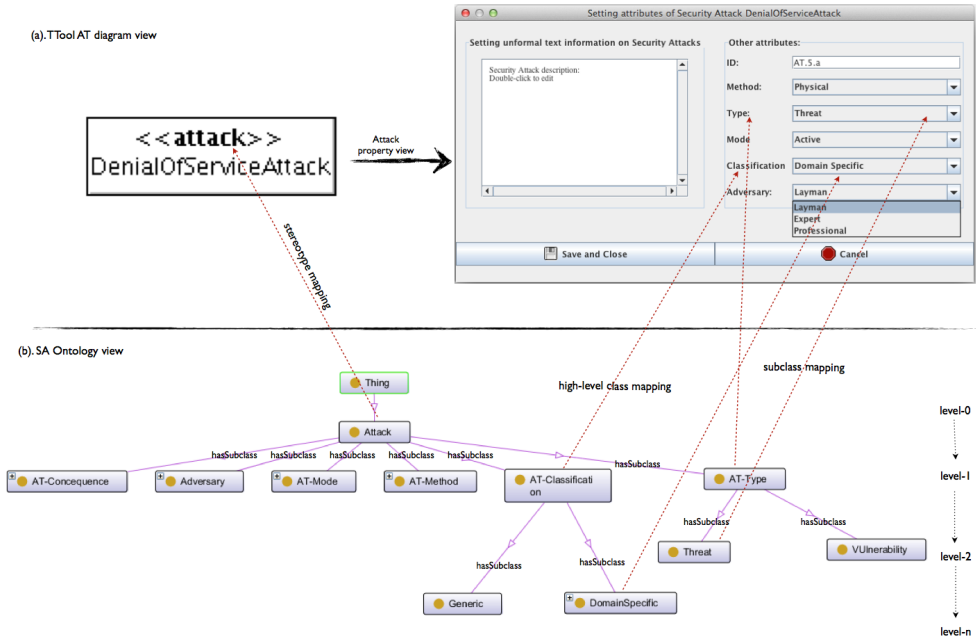 (a). TTool AT diagram view
Setting attributes of Security Attack DenialOfServiceAttack
Setting unformal text information on Security Attacks
Security Attack description:
Double-click to edit
Other attributes:
ID: AT.5.a
Method: Physical
Type: Threat
Mode Active
Classification Domain Specific
Adversary: Layman
Layman
Expert
Professional
Save and Close
Cancel
<<attack>>
DenialOfServiceAttack
Attack
property view
stereotype mapping
(b). SA Ontology view
high-level class mapping
subclass mapping
Thing
Attack
level-0
hasSubclass hasSubclass hasSubclass hasSubclass hasSubclass hasSubclass
AT-Concequence
Adversary
AT-Mode
AT-Method
AT-Classificati
on
AT-Type
level-1
hasSubclass hasSubclass
Threat
VUlnerability
level-2
hasSubclass hasSubclass
Generic
DomainSpecific
level-n